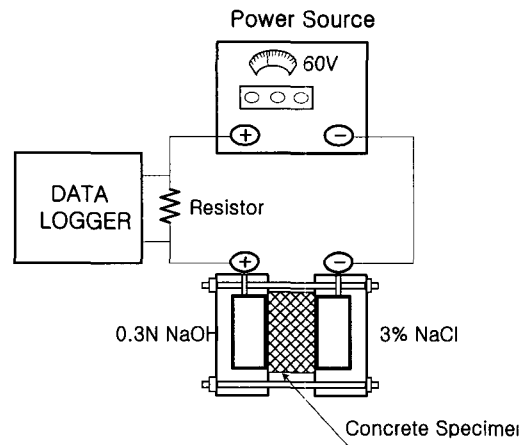 Power Source
60V
+
−
DATA
LOGGER
Resistor
+
−
0.3N NaOH
3% NaCl
Concrete Specimen